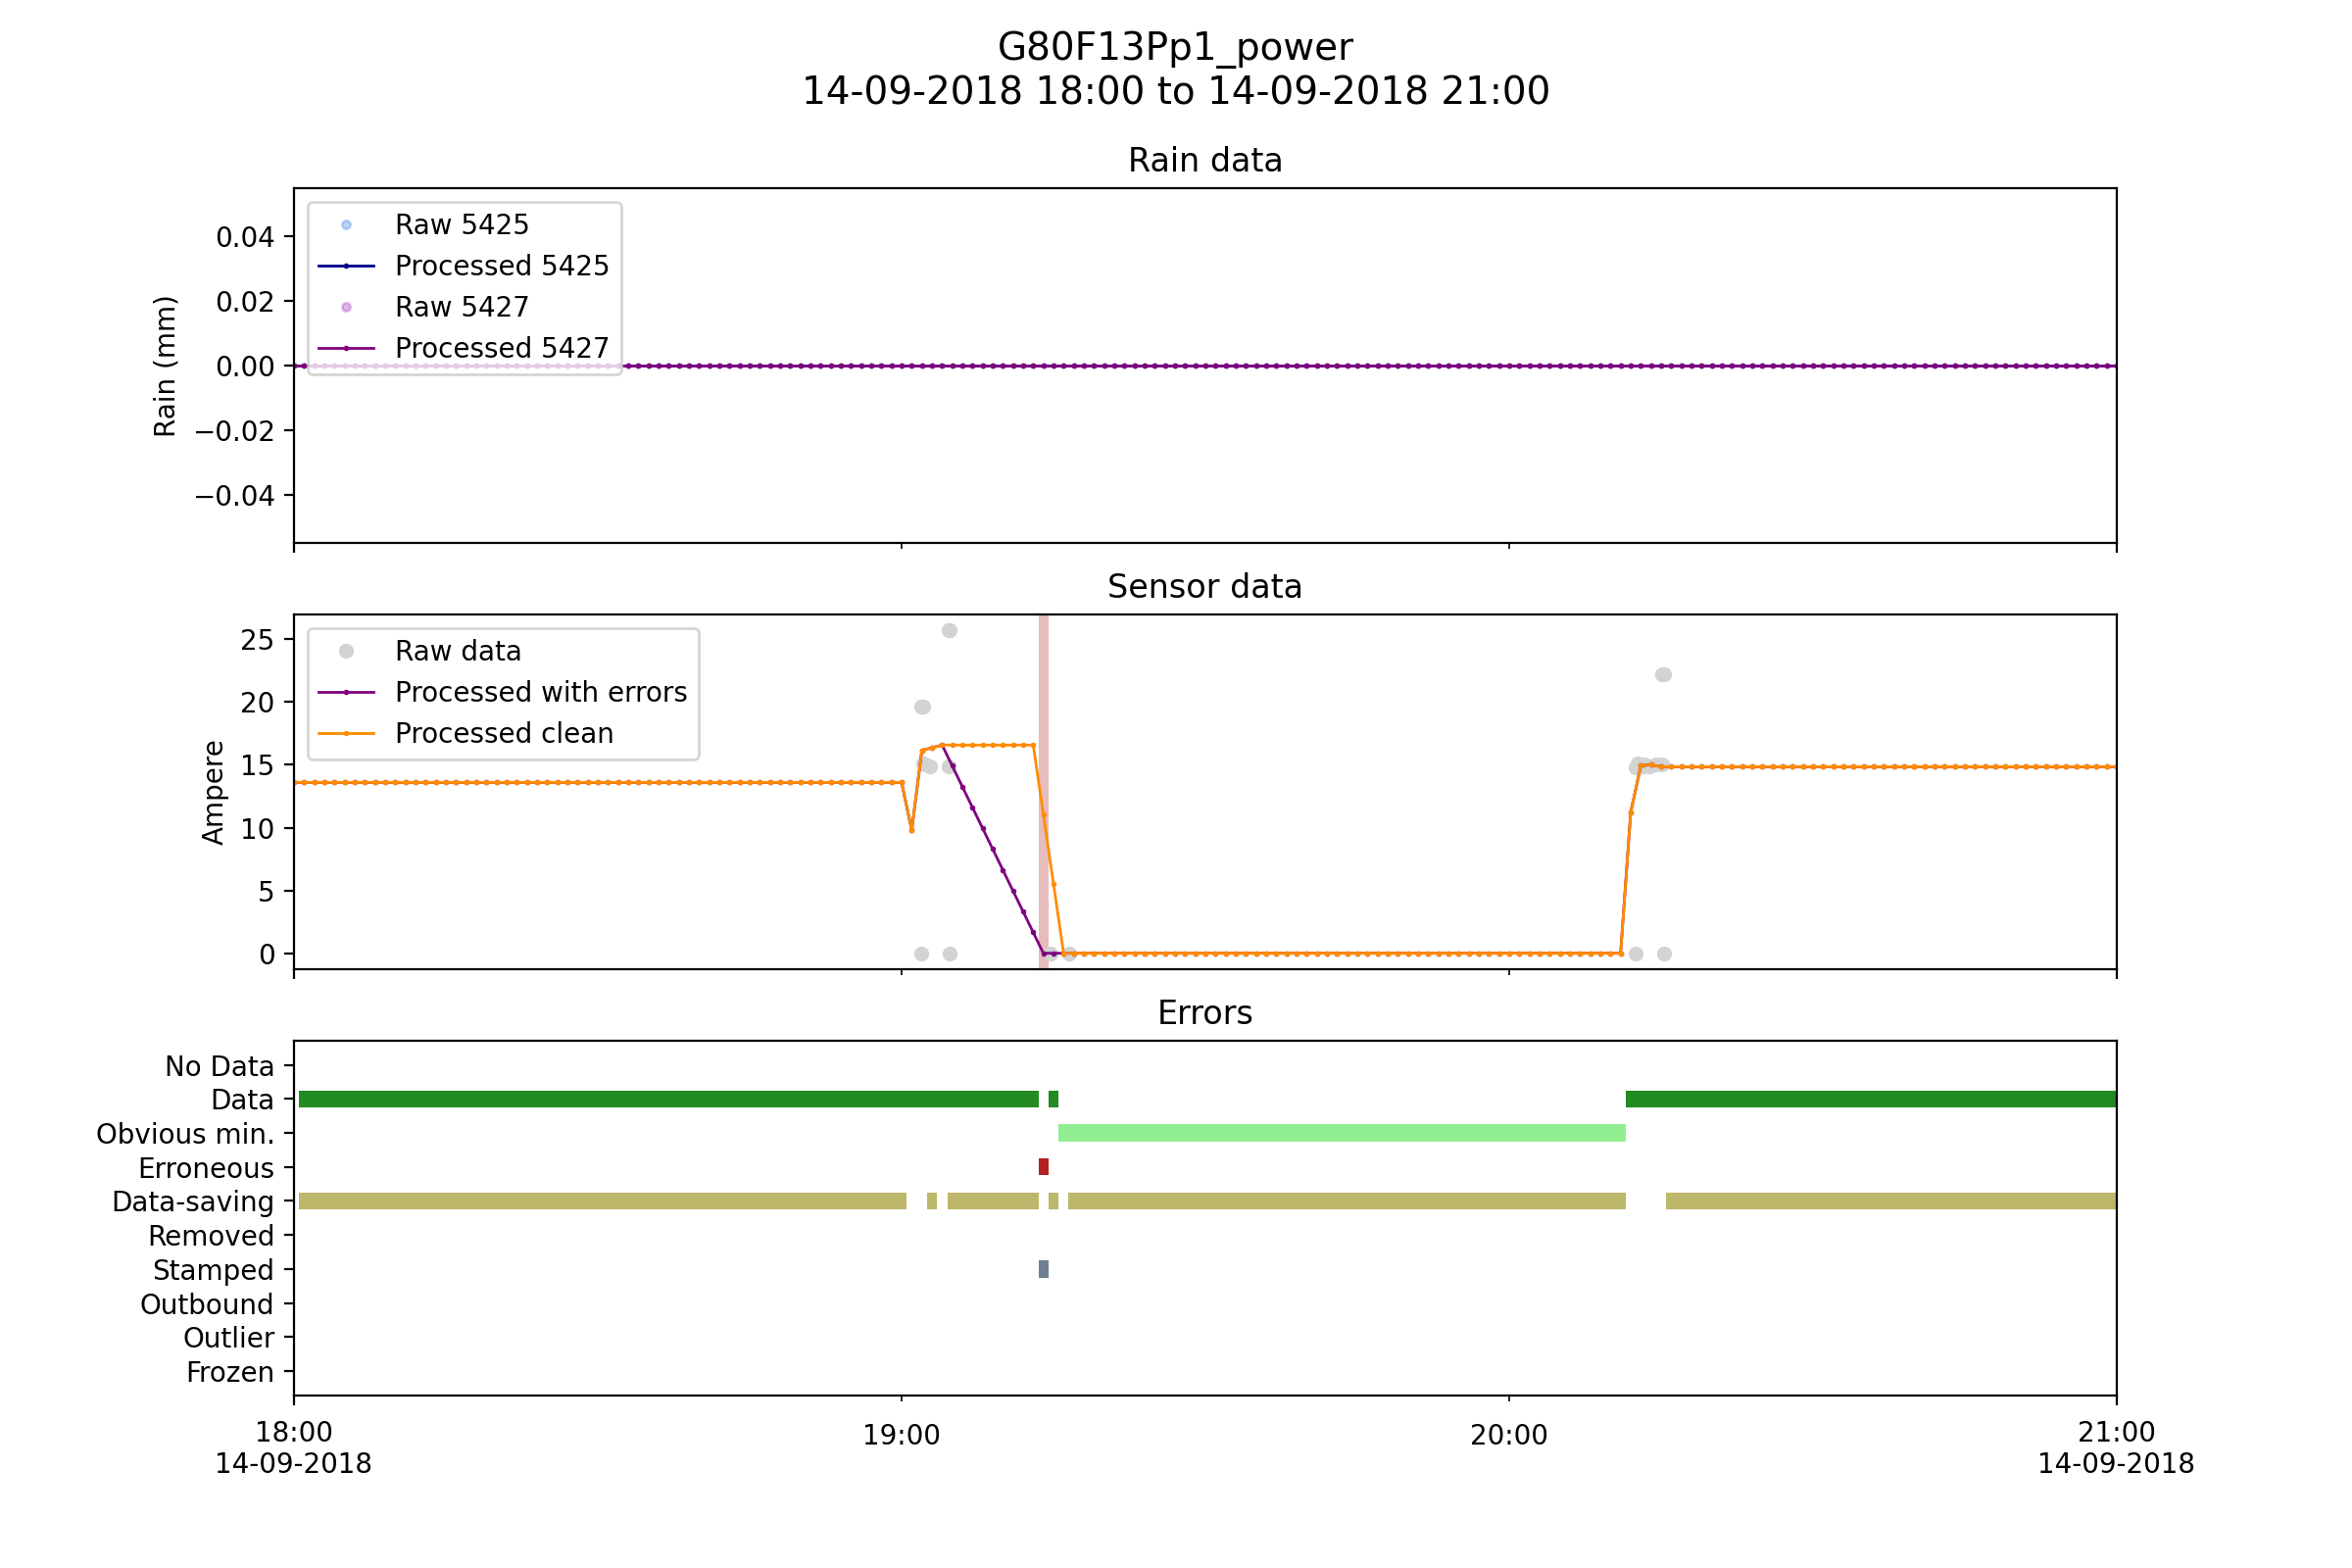 G80F13Pp1_power
14-09-2018 18:00 to 14-09-2018 21:00
Rain data
Rain (mm)
0.04
0.02
0.00
−0.02
−0.04
Raw 5425
Processed 5425
Raw 5427
Processed 5427
Sensor data
Ampere
25
20
15
10
5
0
Raw data
Processed with errors
Processed clean
Errors
No Data
Data
Obvious min.
Erroneous
Data-saving
Removed
Stamped
Outbound
Outlier
Frozen
18:00
14-09-2018
19:00
20:00
21:00
14-09-2018